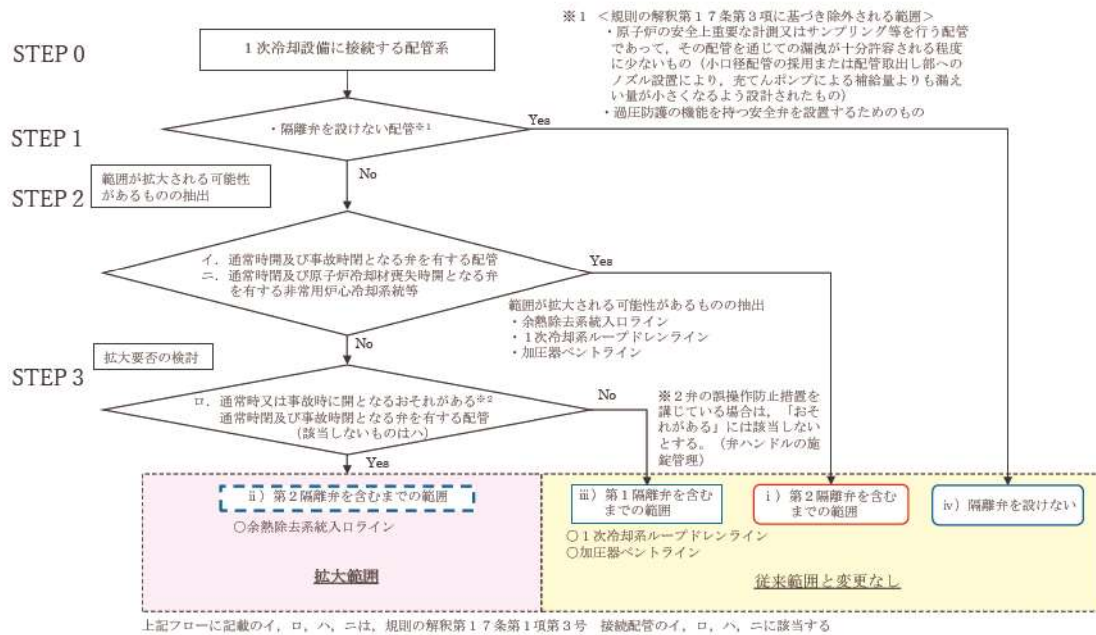 ※1 <規則の解釈第17条第3項に基づき除外される範囲>
・原子炉の安全上重要な計測又はサンプリング等を行う配管
であって，その配管を通じての漏洩が十分許容される程度
に少ないもの（小口径配管の採用または配管取出し部への
ノズル設置により，充てんポンプによる補給量よりも漏え
い量が小さくなるよう設計されたもの）
・過圧防護の機能を持つ安全弁を設置するためのもの
STEP 0
1次冷却設備に接続する配管系
STEP 1
・隔離弁を設けない配管※1
Yes
No
STEP 2
範囲が拡大される可能性
があるものの抽出
イ．通常時開及び事故時閉となる弁を有する配管
ニ．通常時閉及び原子炉冷却材喪失時開となる弁
を有する非常用炉心冷却系統等
Yes
範囲が拡大される可能性があるものの抽出
・余熱除去系統入口ライン
・1次冷却系ループドレンライン
・加圧器ベントライン
No
拡大要否の検討
STEP 3
ロ．通常時又は事故時に開となるおそれがある※2
通常時閉及び事故時閉となる弁を有する配管
（該当しないものはハ）
No
※2弁の誤操作防止措置を
講じている場合は，「おそ
れがある」には該当しない
とする。（弁ハンドルの施
錠管理）
Yes
ⅱ）第2隔離弁を含むまでの範囲
○余熱除去系統入口ライン
拡大範囲
ⅲ）第1隔離弁を含む
までの範囲
○1次冷却系ループドレンライン
○加圧器ベントライン
ⅰ）第2隔離弁を含む
までの範囲
ⅳ）隔離弁を設けない
従来範囲と変更なし
上記フローに記載のイ，ロ，ハ，ニは，規則の解釈第17条第1項第3号 接続配管のイ，ロ，ハ，ニに該当する